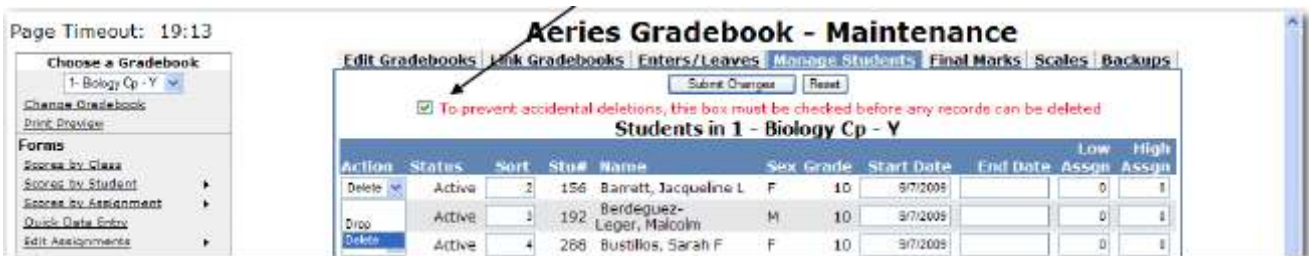 Page Timeout: 19:13
Aeries Gradebook - Maintenance
Choose a Gradebook
1- Biology Cp - Y
Change Gradebook
Print Preview
Forms
Scores by Class
Scores by Student
Scores by Assignment
Quick Data Entry
Edit Assignments
Edit Gradebooks Link Gradebooks Enters/Leaves Manage Students Final Marks Scales Backups
Submit Changes Reset
To prevent accidental deletions, this box must be checked before any records can be deleted
Students in 1 - Biology Cp - Y
Action Status Sort Stu# Name Sex Grade Start Date End Date Low Assgn High Assgn
Delete Active 2 156 Barrett, Jacqueline L F 10 9/7/2009 0
Drop Active 3 192 Berdeguez-Leger, Malcolm M 10 9/7/2009 0
Delete Active 4 288 Bustillos, Sarah F F 10 9/7/2009 0